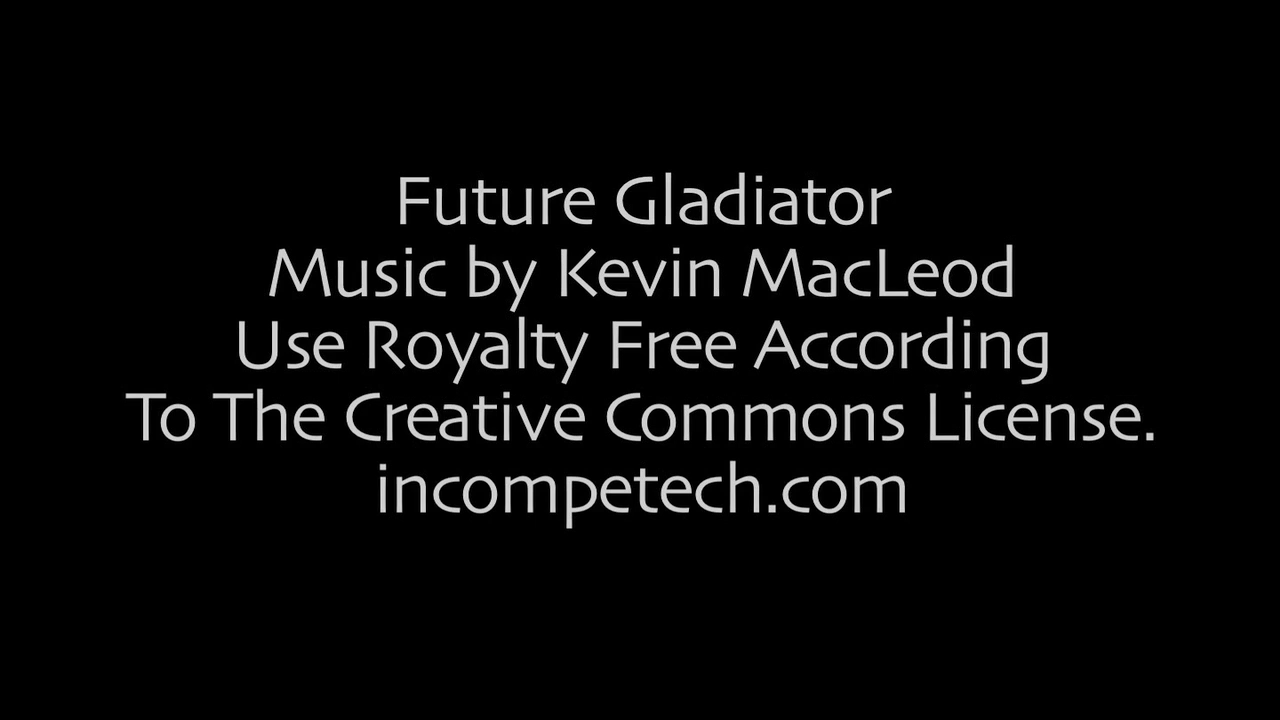 Future Gladiator
Music by Kevin MacLeod
Use Royalty Free According
To The Creative Commons License.
incompetech.com